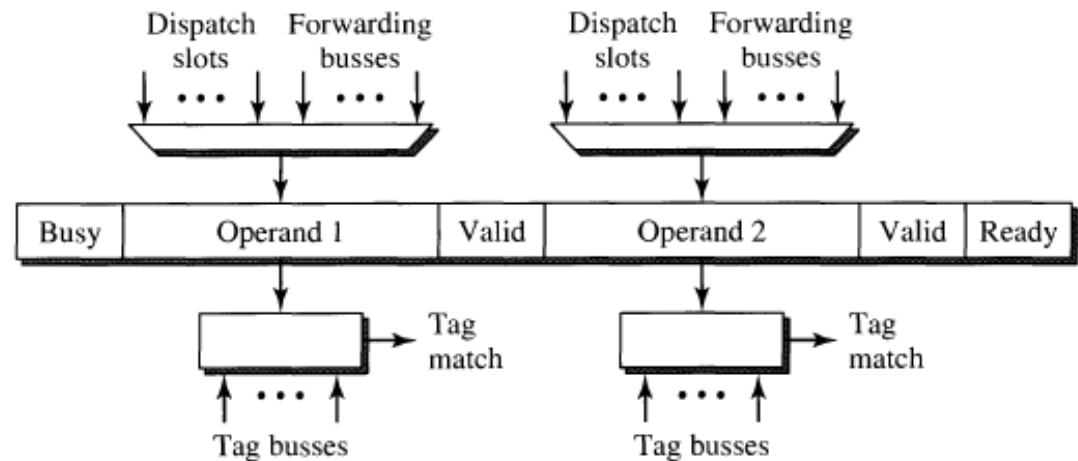 Dispatch slots
Forwarding busses
Dispatch slots
Forwarding busses
Busy
Operand 1
Valid
Operand 2
Valid
Ready
Tag match
Tag match
Tag busses
Tag busses